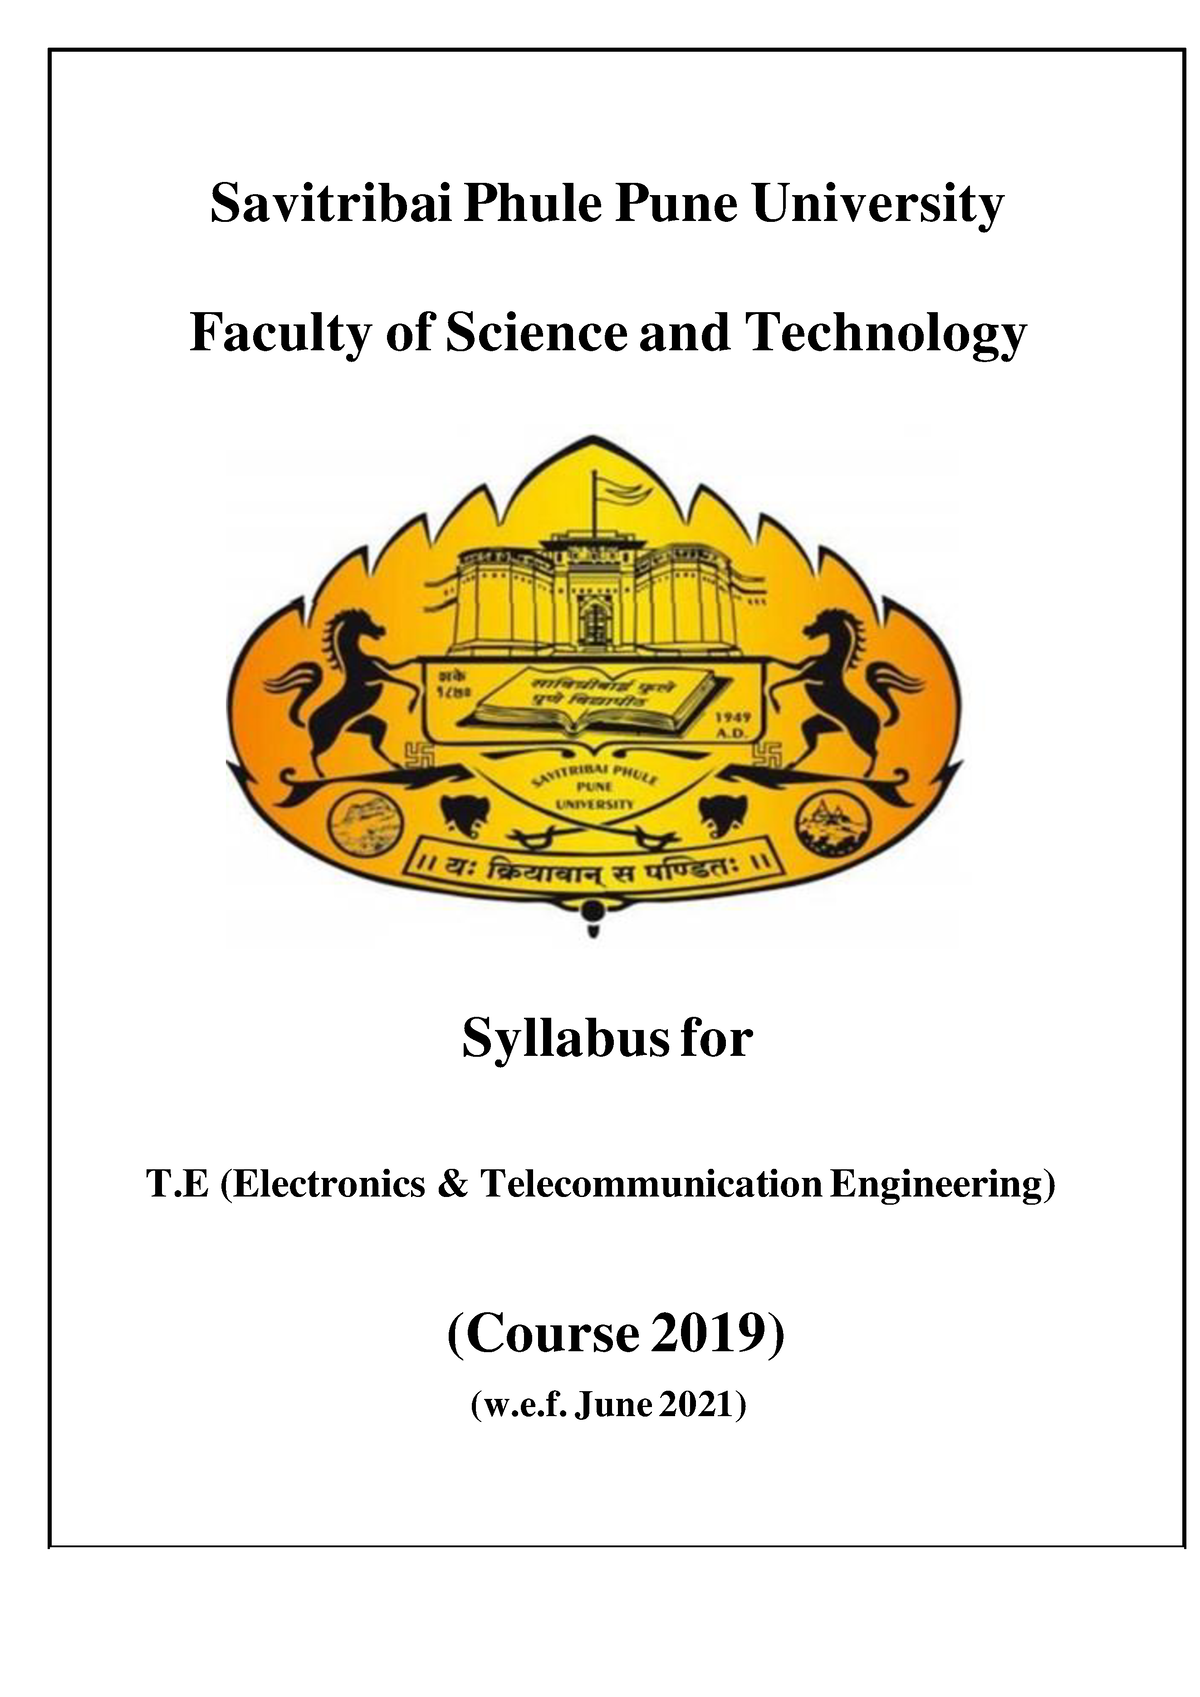 Savitribai Phule Pune University
Faculty of Science and Technology
शके
१८७०
सावित्रीबाई फुले
पुणे विद्यापीठ
1949
A.D.
SAVITRIBAI PHULE
PUNE
UNIVERSITY
।। यः क्रियावान् स पण्डितः ।।
Syllabus for
T.E (Electronics & Telecommunication Engineering)
(Course 2019)
(w.e.f. June 2021)